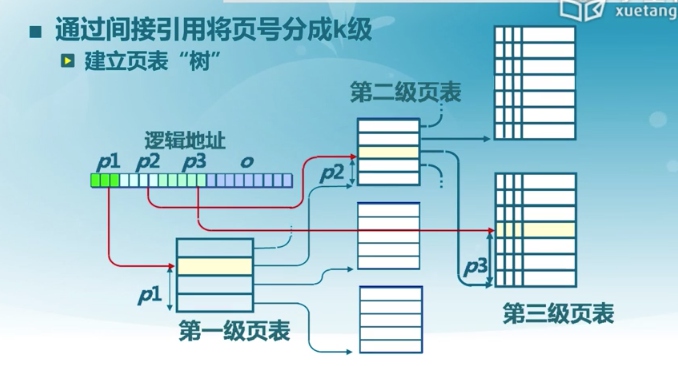 xuetang
通过间接引用将页号分成k级
建立页表“树”
第二级页表
逻辑地址
p1 p2 p3 o
p2
p3
p1
第三级页表
第一级页表